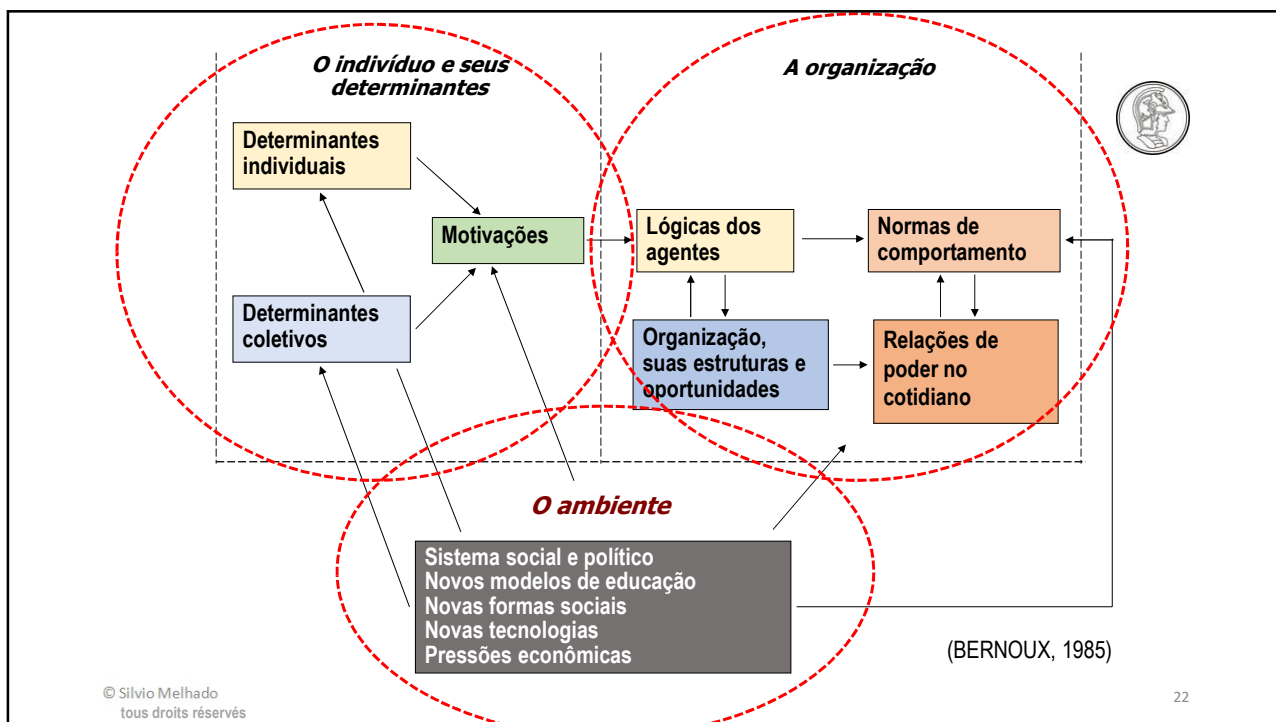 O indivíduo e seus
determinantes
A organização
Determinantes
individuais
Motivações
Lógicas dos
agentes
Normas de
comportamento
Determinantes
coletivos
Organização,
suas estruturas e
oportunidades
Relações de
poder no
cotidiano
O ambiente
Sistema social e político
Novos modelos de educação
Novas formas sociais
Novas tecnologias
Pressões econômicas
(BERNOUX, 1985)
© Silvio Melhado
tous droits réservés
22